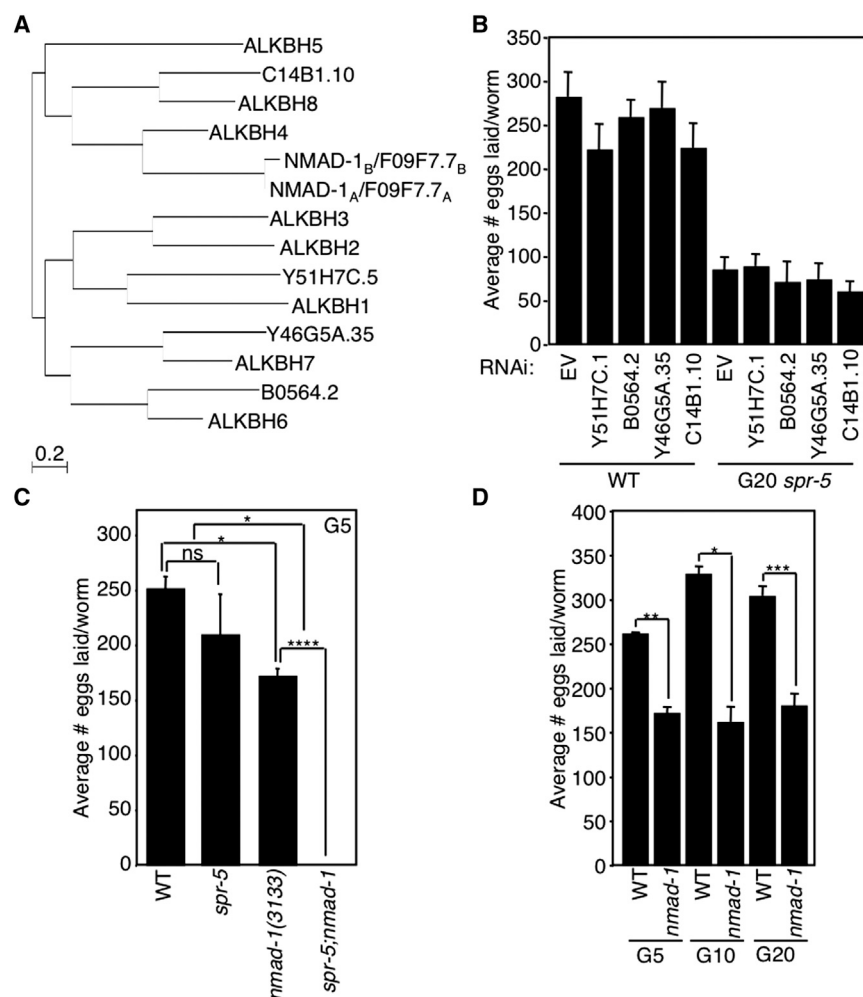 A
ALKBH5
C14B1.10
ALKBH8
ALKBH4
NMAD-1B/F09F7.7B
NMAD-1A/F09F7.7A
ALKBH3
ALKBH2
Y51H7C.5
ALKBH1
Y46G5A.35
ALKBH7
B0564.2
ALKBH6
0.2
B
Average # eggs laid/worm
350
300
250
200
150
100
50
0
RNAi:
EV
Y51H7C.1
B0564.2
Y46G5A.35
C14B1.10
EV
Y51H7C.1
B0564.2
Y46G5A.35
C14B1.10
WT
G20 spr-5
C
G5
Average # eggs laid/worm
300
250
200
150
100
50
0
*
*
ns
****
WT
spr-5
nmad-1(3133)
spr-5;nmad-1
D
Average # eggs laid/worm
400
350
300
250
200
150
100
50
0
**
*
***
WT
nmad-1
WT
nmad-1
WT
nmad-1
G5
G10
G20